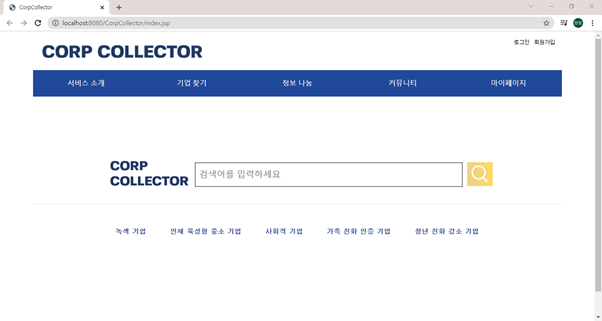 CorpCollector
localhost:8080/CorpCollector/index.jsp
로그인 회원가입
CORP COLLECTOR
서비스 소개 기업 찾기 정보 나눔 커뮤니티 마이페이지
CORP
COLLECTOR
검색어를 입력하세요
녹색 기업 인재 육성형 중소 기업 사회적 기업 가족 친화 인증 기업 청년 친화 강소 기업